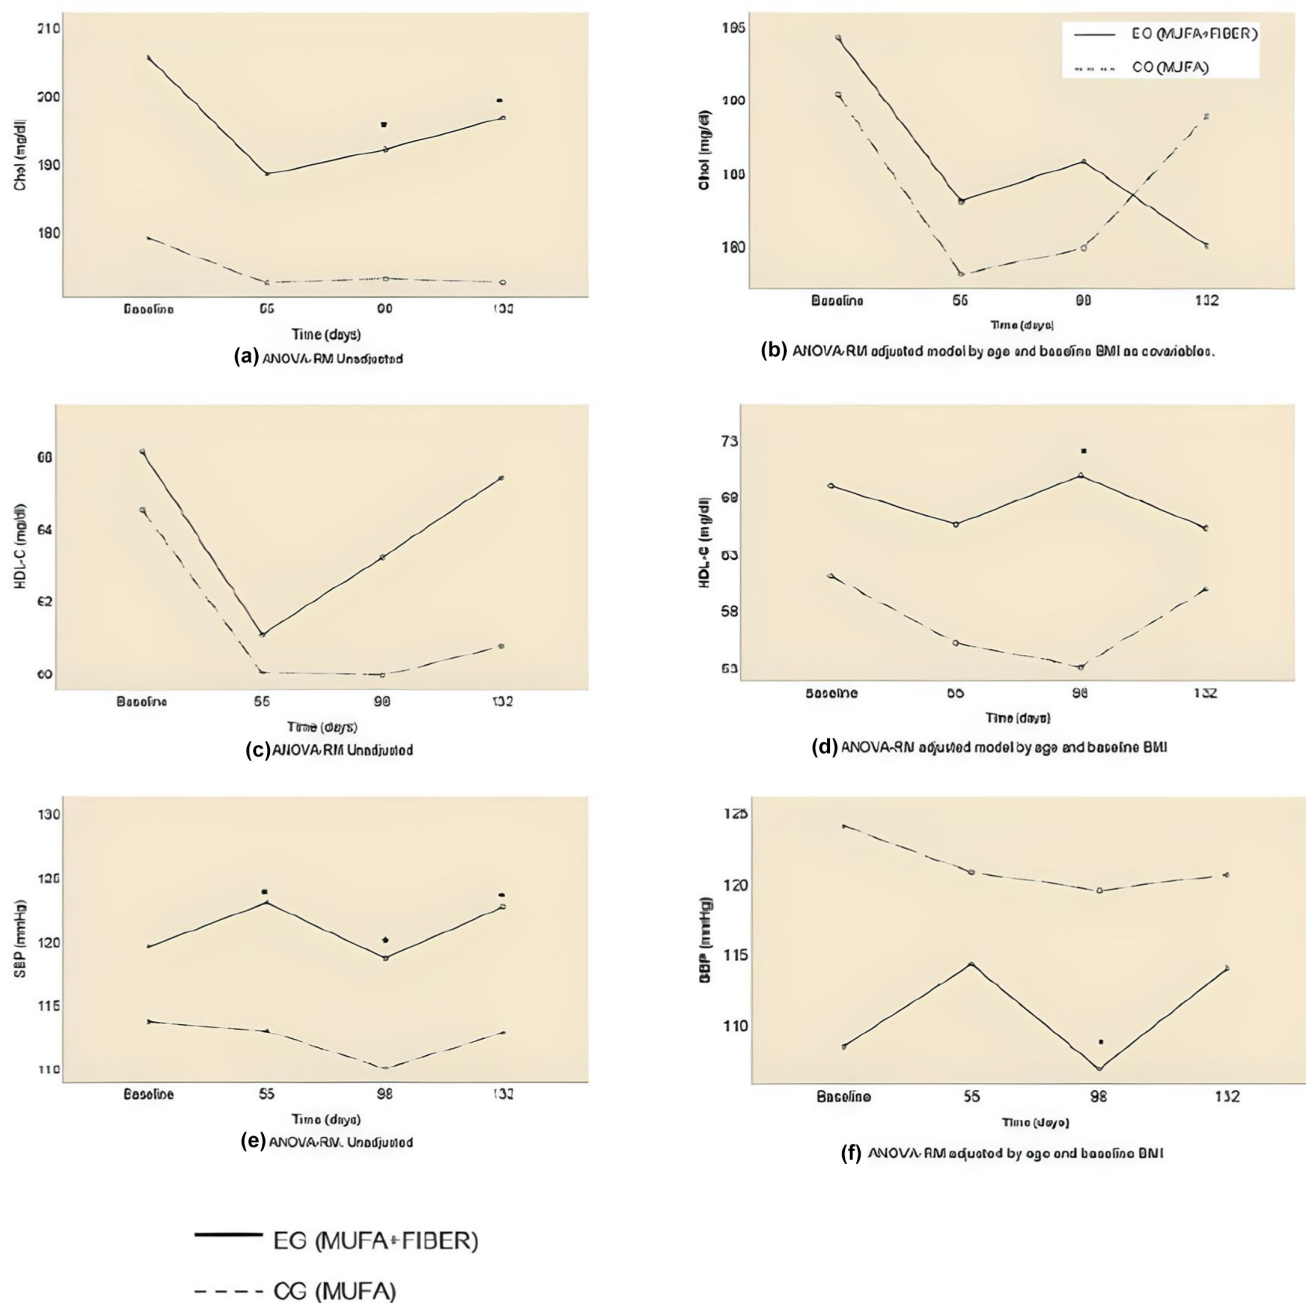 210
200
190
180
Chol (mg/dl)
Baseline
Time (days)
(a) ANOVA-RM Unadjusted
EG (MUFA+FIBER)
CG (MUFA)
Chol (mg/dl)
Baseline 132
Time (days)
(b) ANOVA-RM adjusted model by age and baseline BMI as covariables.
64
62
60
HDL-C (mg/dl)
Baseline 98 132
Time (days)
(c) ANOVA-RM Unadjusted
73
63
58
53
HDL-C (mg/dl)
Baseline 98 132
Time (days)
(d) ANOVA-RM adjusted model by age and baseline BMI
130
125
120
115
110
SBP (mmHg)
Baseline 55 98
Time (days)
(e) ANOVA-RM. Unadjusted
125
120
115
110
SBP (mmHg)
Baseline 55 98 132
Time (days)
(f) ANOVA-RM adjusted by age and baseline BMI
EG (MUFA+FIBER)
CG (MUFA)